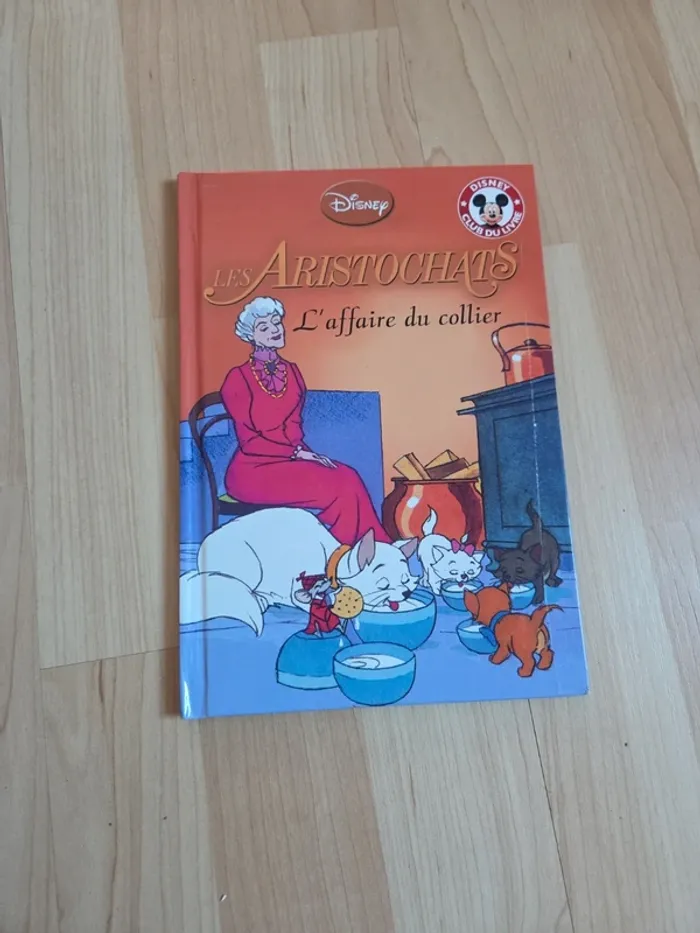 Disney
DISNEY
CLUB DU LIVRE
LES ARISTOCHATS
L'affaire du collier